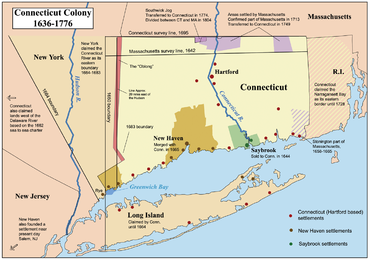 Connecticut Colony
1636-1776
Southwick Jog
Transferred to Connecticut in 1774,
Divided between CT and MA in 1804
Areas settled by Massachusetts
Confirmed part of Massachusetts in 1713
Transferred to Connecticut in 1749
Massachusetts
Connecticut survey line, 1695
Massachusetts survey line, 1642
New York
New York
claimed the
Connecticut
River as its
eastern
boundary
1664-1683
The "Oblong"
Hartford
R.I.
Connecticut
claimed the
Narragansett Bay
as its eastern
border until 1728
Hudson R.
Line Approx
20 miles east of
the Hudson
Connecticut
Connecticut R.
1664 boundary
Connecticut
also claimed
lands west of the
Delaware River
based on the 1662
sea to sea charter
1683 boundary
New Haven
Merged with
Conn. in 1665
Saybrook
Sold to Conn. in 1644
Stonington part of
Massachusetts,
1658-1662
Rye
Greenwich Bay
New Jersey
New Haven
also founded a
settlement near
present day
Salem, NJ
Long Island
Claimed by Conn.
until 1664
Connecticut (Hartford based)
settlements
New Haven settlements
Saybrook settlements